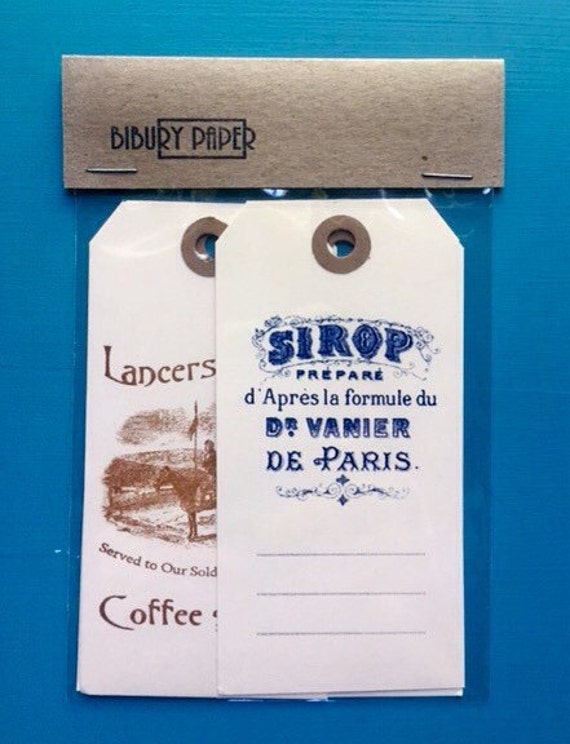 BIBURY PAPER
Lancers
Served to Our Sold
Coffee
SIROP
PRÉPARÉ
d'Après la formule du
DR VANIER
DE PARIS.